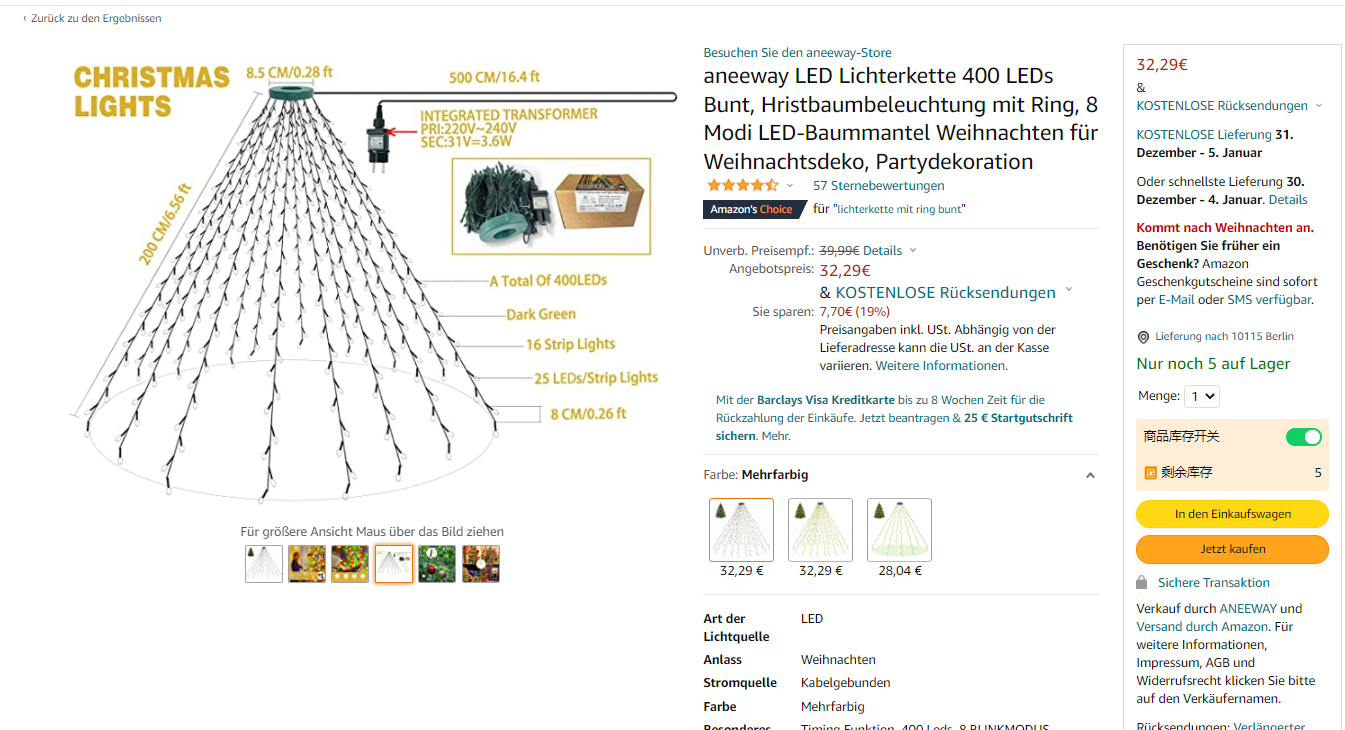 ‹ Zurück zu den Ergebnissen
CHRISTMAS
LIGHTS
8.5 CM/0.28 ft
500 CM/16.4 ft
INTEGRATED TRANSFORMER
PRI:220V~240V
SEC:31V=3.6W
200 CM/6.56 ft
A Total Of 400LEDs
Dark Green
16 Strip Lights
25 LEDs/Strip Lights
8 CM/0.26 ft
Für größere Ansicht Maus über das Bild ziehen
Besuchen Sie den aneeway-Store
aneeway LED Lichterkette 400 LEDs
Bunt, Hristbaumbeleuchtung mit Ring, 8
Modi LED-Baummantel Weihnachten für
Weihnachtsdeko, Partydekoration
57 Sternebewertungen
Amazon's Choice für "lichterkette mit ring bunt"
Unverb. Preisempf.: 39,99€ Details
Angebotspreis: 32,29€
& KOSTENLOSE Rücksendungen
Sie sparen: 7,70€ (19%)
Preisangaben inkl. USt. Abhängig von der
Lieferadresse kann die USt. an der Kasse
variieren. Weitere Informationen.
Mit der Barclays Visa Kreditkarte bis zu 8 Wochen Zeit für die
Rückzahlung der Einkäufe. Jetzt beantragen & 25 € Startgutschrift
sichern. Mehr.
Farbe: Mehrfarbig
32,29 € 32,29 € 28,04 €
Art der LED
Lichtquelle
Anlass Weihnachten
Stromquelle Kabelgebunden
Farbe Mehrfarbig
Besonderes Timing Funktion, 400 Leds, 8 BLINKMODUS
32,29€
&
KOSTENLOSE Rücksendungen
KOSTENLOSE Lieferung 31.
Dezember - 5. Januar
Oder schnellste Lieferung 30.
Dezember - 4. Januar. Details
Kommt nach Weihnachten an.
Benötigen Sie früher ein
Geschenk? Amazon
Geschenkgutscheine sind sofort
per E-Mail oder SMS verfügbar.
Lieferung nach 10115 Berlin
Nur noch 5 auf Lager
Menge: 1
商品库存开关
剩余库存 5
In den Einkaufswagen
Jetzt kaufen
Sichere Transaktion
Verkauf durch ANEEWAY und
Versand durch Amazon. Für
weitere Informationen,
Impressum, AGB und
Widerrufsrecht klicken Sie bitte
auf den Verkäufernamen.
Rücksendungen: Verlängerter